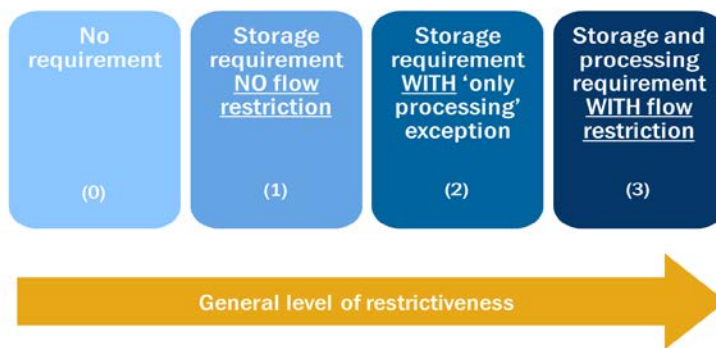 No
requirement
(0)
Storage
requirement
NO flow
restriction
(1)
Storage
requirement
WITH ‘only
processing’
exception
(2)
Storage and
processing
requirement
WITH flow
restriction
(3)
General level of restrictiveness